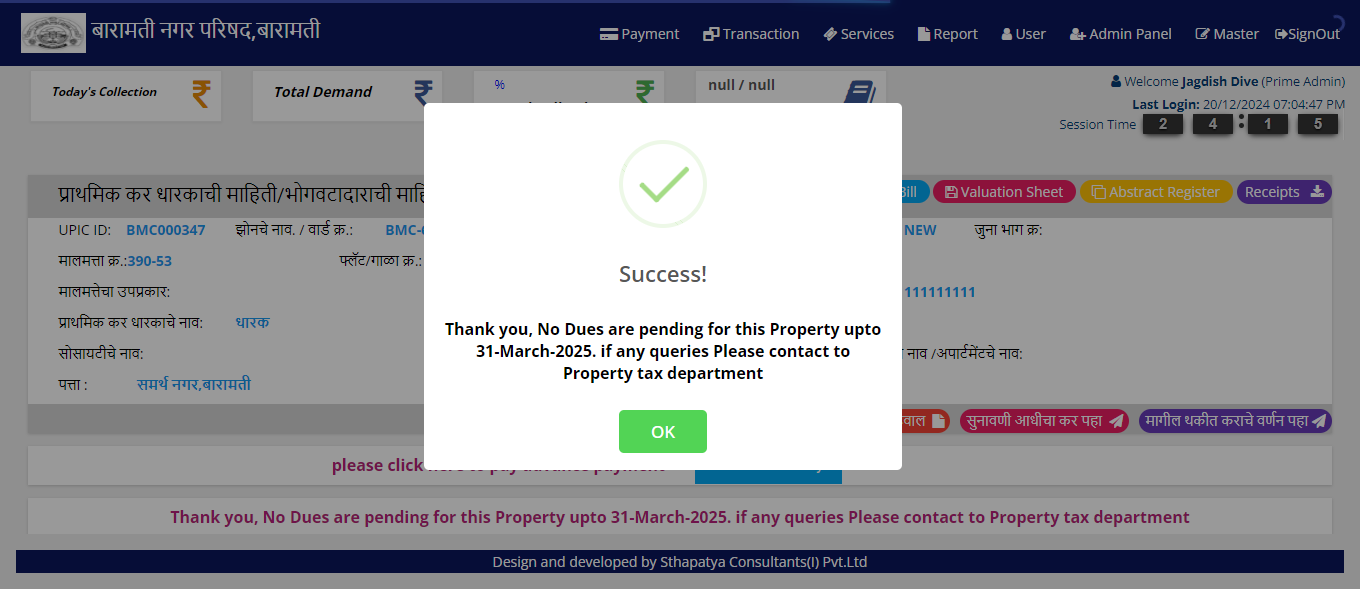 बारामती नगर परिषद,बारामती
Payment Transaction Services Report User Admin Panel Master SignOut
Today's Collection
Total Demand
%
null / null
Welcome Jagdish Dive (Prime Admin)
Last Login: 20/12/2024 07:04:47 PM
Session Time 2 4 : 1 5
प्राथमिक कर धारकाची माहिती/भोगवटादाराची
Valuation Sheet Abstract Register Receipts
UPIC ID: BMC000347 झोनचे नाव. / वार्ड क्र.: NEW जुना भाग क्र:
मालमत्ता क्र.:390-53 फ्लॅट/गाळा क्र.:
मालमत्तेचा उपप्रकार: 111111111
प्राथमिक कर धारकाचे नाव: धारक
सोसायटीचे नाव: नाव /अपार्टमेंटचे नाव:
पत्ता : समर्थ नगर,बारामती
सुनावणी आधीचा कर पहा मागील थकीत कराचे वर्णन पहा
Success!
Thank you, No Dues are pending for this Property upto
31-March-2025. if any queries Please contact to
Property tax department
OK
please click
Thank you, No Dues are pending for this Property upto 31-March-2025. if any queries Please contact to Property tax department
Design and developed by Sthapatya Consultants(I) Pvt.Ltd